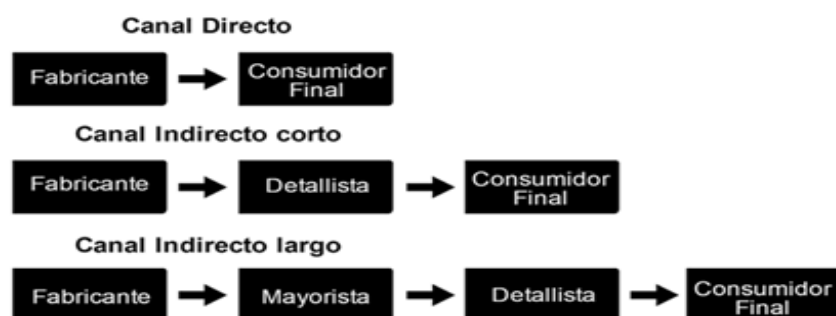 Canal Directo
Fabricante
Consumidor
Final
Canal Indirecto corto
Fabricante
Detallista
Consumidor
Final
Canal Indirecto largo
Fabricante
Mayorista
Detallista
Consumidor
Final